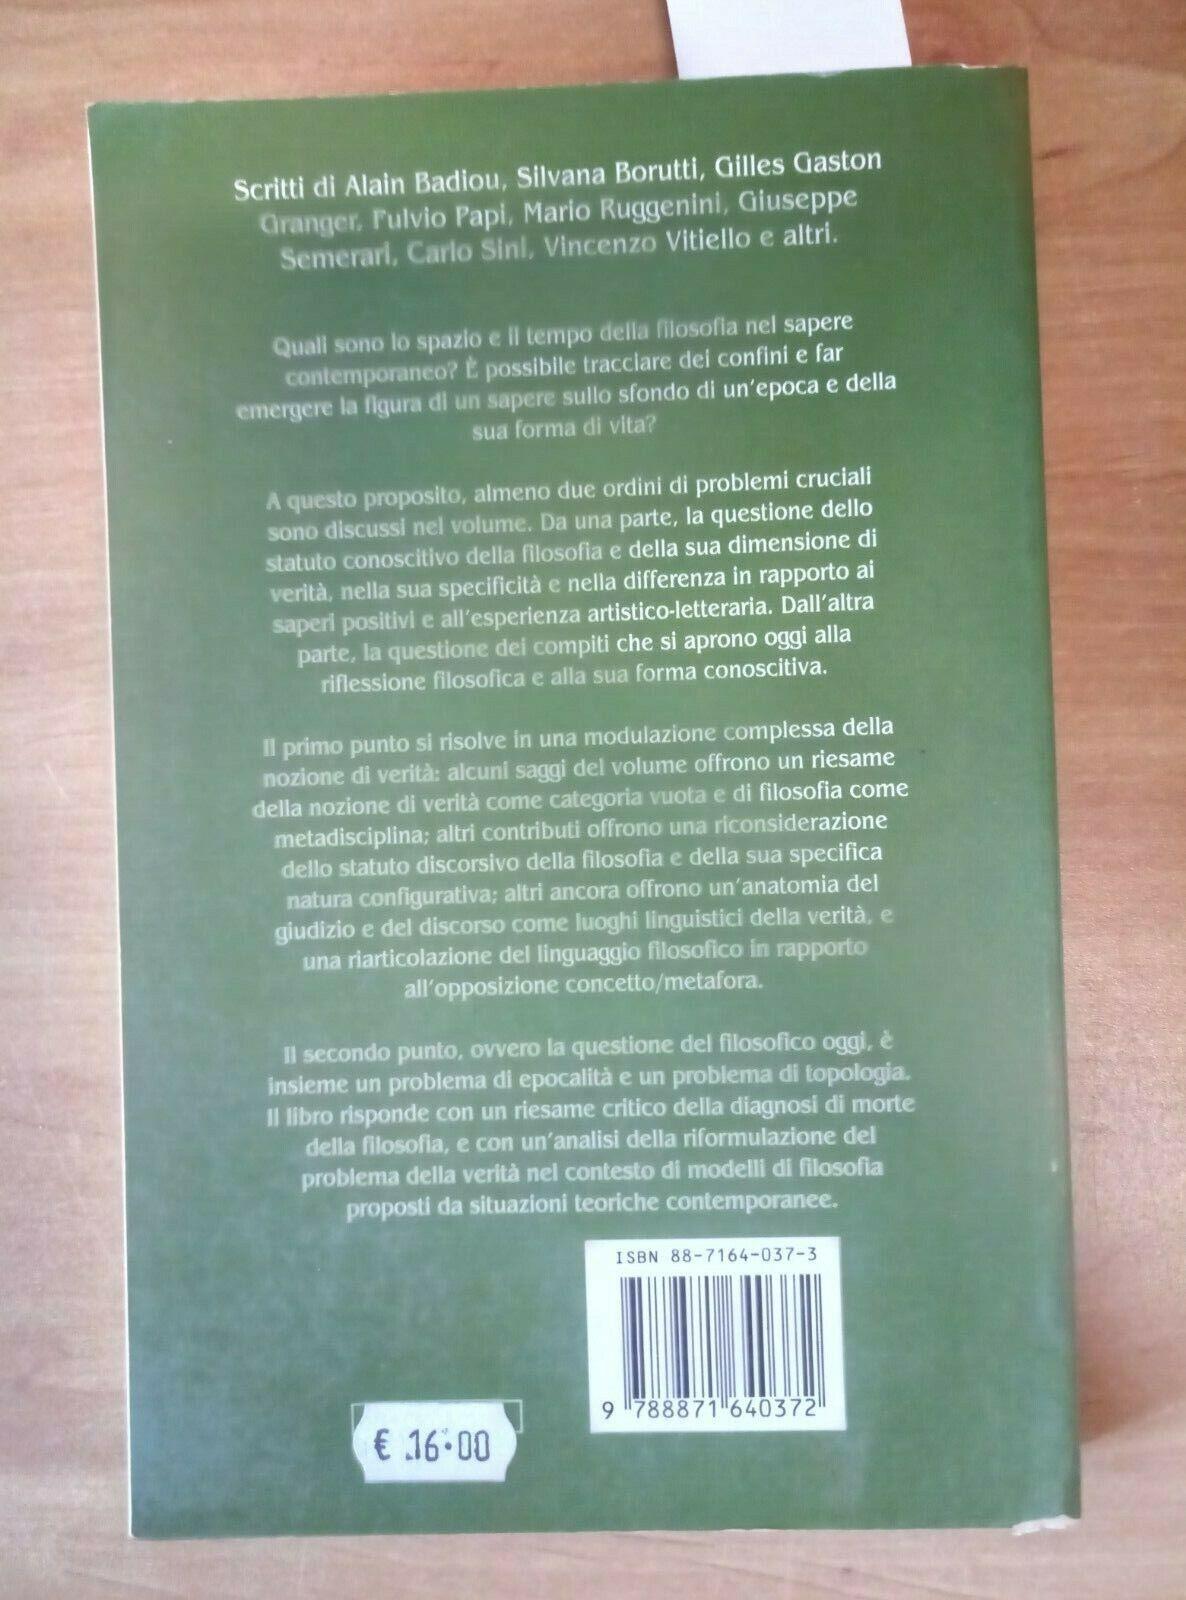 Scritti di Alain Badiou, Silvana Borutti, Gilles Gaston
Granger, Fulvio Papi, Mario Ruggenini, Giuseppe
Semerari, Carlo Sini, Vincenzo Vitiello e altri.
Quali sono lo spazio e il tempo della filosofia nel sapere
contemporaneo? È possibile tracciare dei confini e far
emergere la figura di un sapere sullo sfondo di un'epoca e della
sua forma di vita?
A questo proposito, almeno due ordini di problemi cruciali
sono discussi nel volume. Da una parte, la questione dello
statuto conoscitivo della filosofia e della sua dimensione di
verità, nella sua specificità e nella differenza in rapporto ai
saperi positivi e all'esperienza artistico-letteraria. Dall'altra
parte, la questione dei compiti che si aprono oggi alla
riflessione filosofica e alla sua forma conoscitiva.
Il primo punto si risolve in una modulazione complessa della
nozione di verità: alcuni saggi del volume offrono un riesame
della nozione di verità come categoria vuota e di filosofia come
metadisciplina; altri contributi offrono una riconsiderazione
dello statuto discorsivo della filosofia e della sua specifica
natura configurativa; altri ancora offrono un'anatomia del
giudizio e del discorso come luoghi linguistici della verità, e
una riarticolazione del linguaggio filosofico in rapporto
all'opposizione concetto/metafora.
Il secondo punto, ovvero la questione del filosofico oggi, è
insieme un problema di epocalità e un problema di topologia.
Il libro risponde con un riesame critico della diagnosi di morte
della filosofia, e con un'analisi della riformulazione del
problema della verità nel contesto di modelli di filosofia
proposti da situazioni teoriche contemporanee.
ISBN 88-7164-037-3
9 788871 640372
€ .16.00